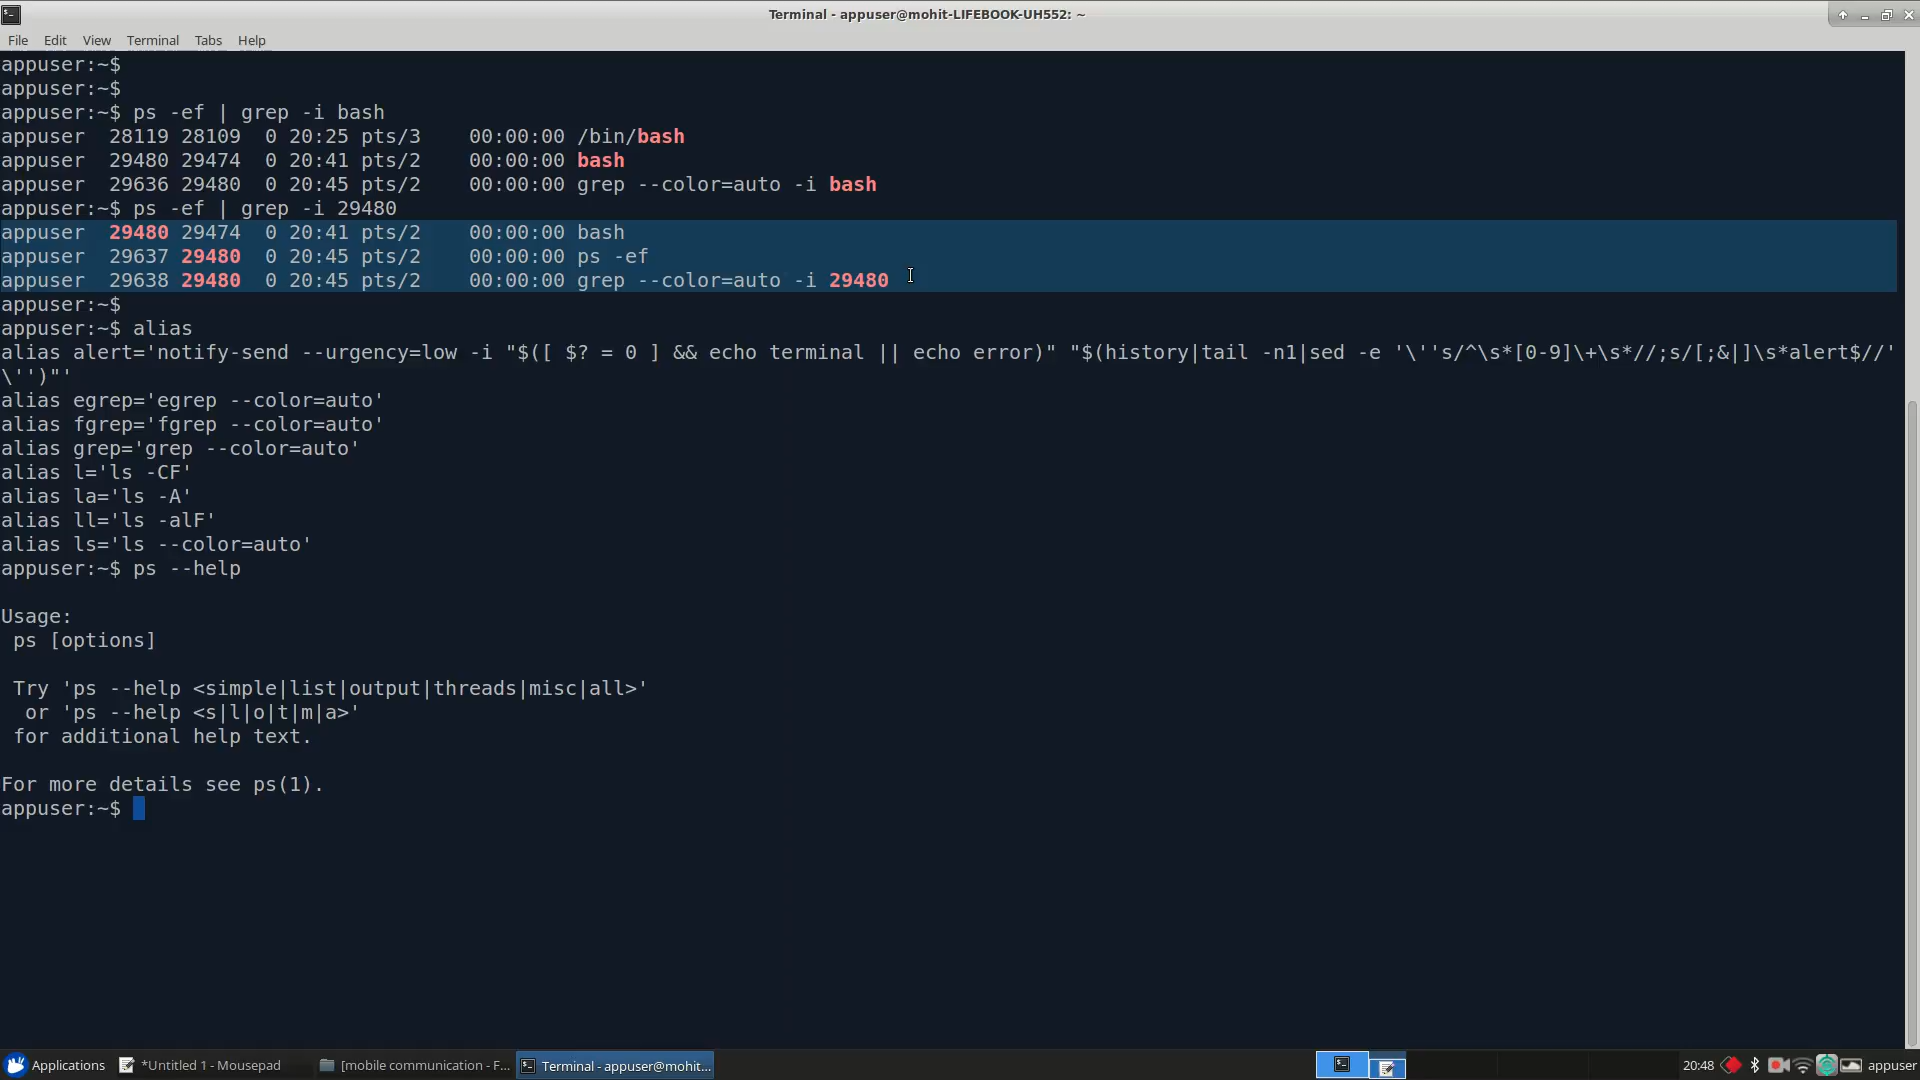 Terminal - appuser@mohit-LIFEBOOK-UH552: ~
File Edit View Terminal Tabs Help
appuser:~$
appuser:~$
appuser:~$ ps -ef | grep -i bash
appuser  28119 28109  0 20:25 pts/3    00:00:00 /bin/bash
appuser  29480 29474  0 20:41 pts/2    00:00:00 bash
appuser  29636 29480  0 20:45 pts/2    00:00:00 grep --color=auto -i bash
appuser:~$ ps -ef | grep -i 29480
appuser  29480 29474  0 20:41 pts/2    00:00:00 bash
appuser  29637 29480  0 20:45 pts/2    00:00:00 ps -ef
appuser  29638 29480  0 20:45 pts/2    00:00:00 grep --color=auto -i 29480
appuser:~$
appuser:~$ alias
alias alert='notify-send --urgency=low -i "$([ $? = 0 ] && echo terminal || echo error)" "$(history|tail -n1|sed -e '\''s/^\s*[0-9]\+\s*//;s/[;&|]\s*alert$//'
\'')"'
alias egrep='egrep --color=auto'
alias fgrep='fgrep --color=auto'
alias grep='grep --color=auto'
alias l='ls -CF'
alias la='ls -A'
alias ll='ls -alF'
alias ls='ls --color=auto'
appuser:~$ ps --help
Usage:
 ps [options]
 Try 'ps --help <simple|list|output|threads|misc|all>'
  or 'ps --help <s|l|o|t|m|a>'
 for additional help text.
For more details see ps(1).
appuser:~$
Applications *Untitled 1 - Mousepad [mobile communication - F... Terminal - appuser@mohit... 20:48 appuser